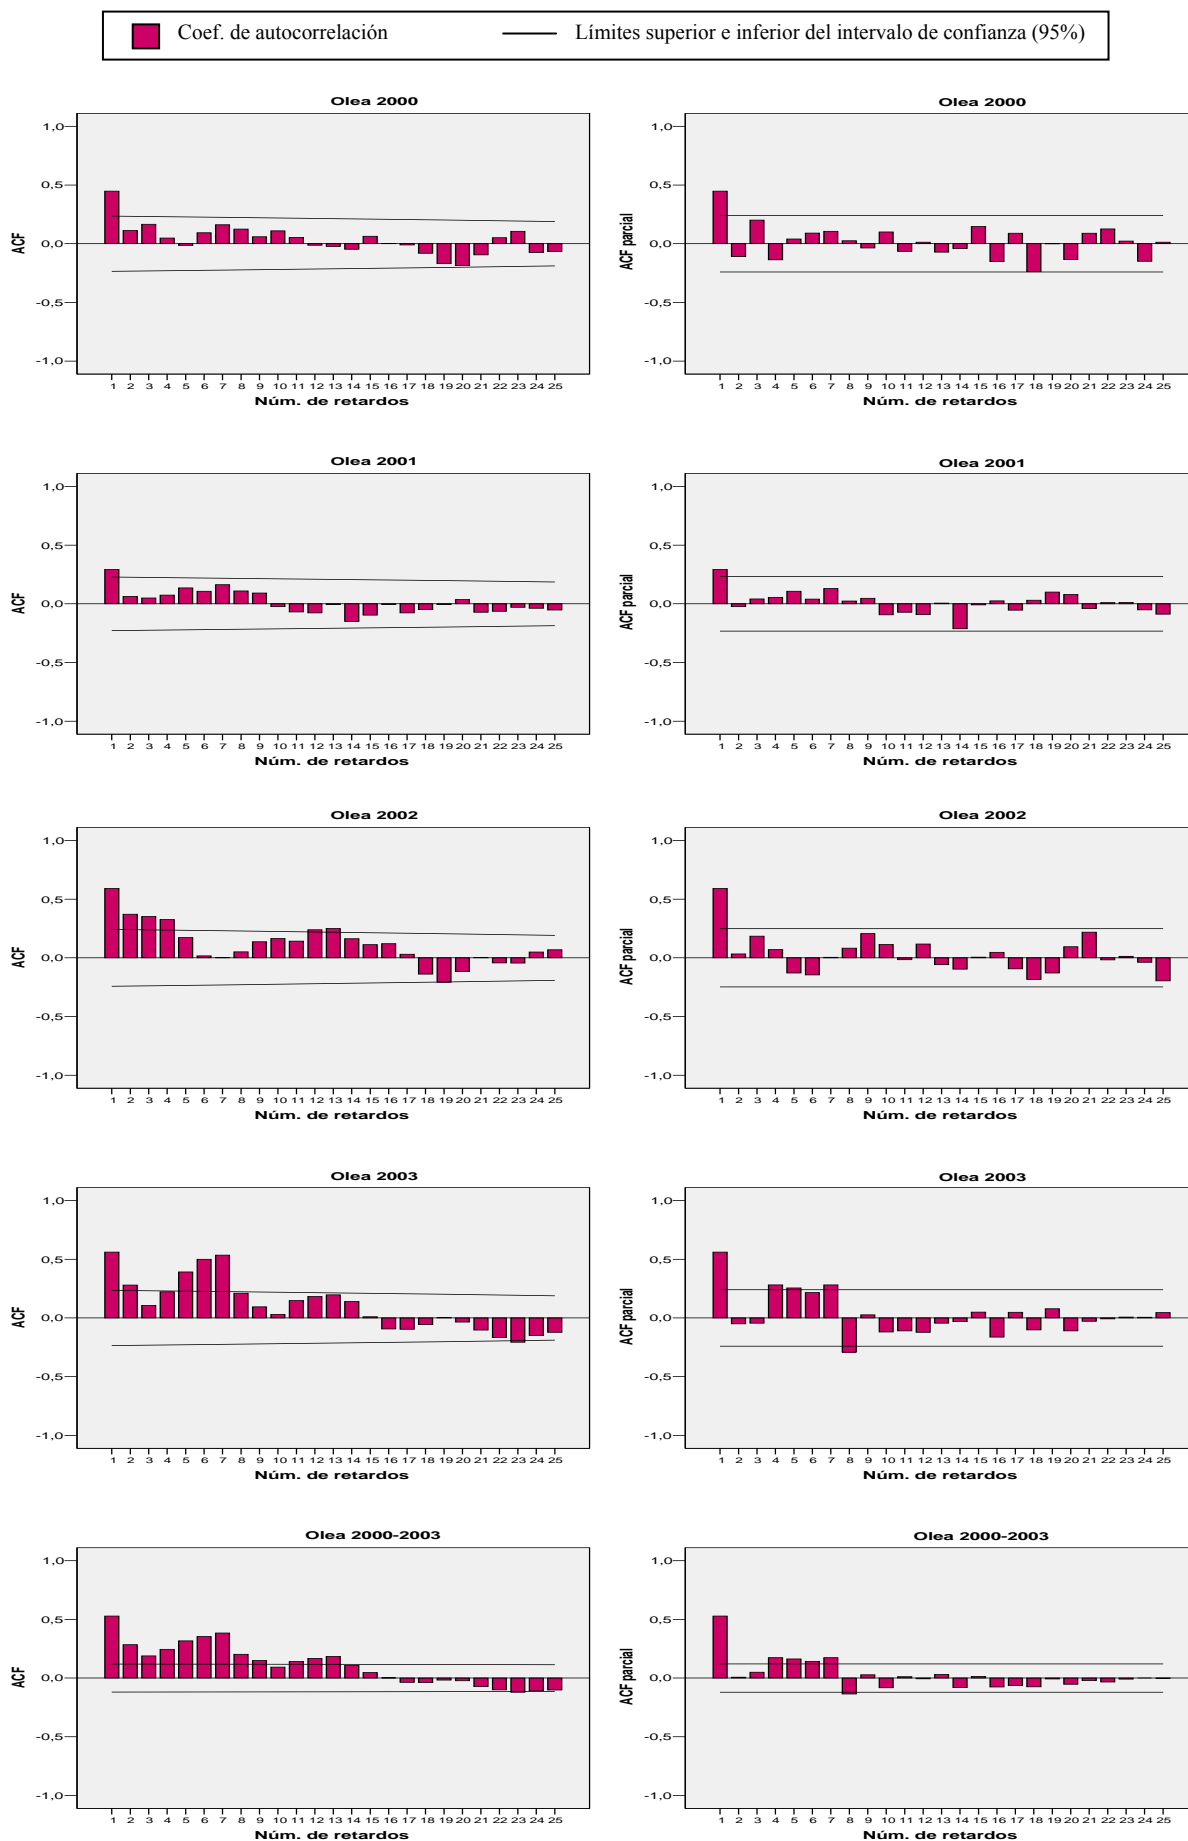 Coef. de autocorrelación Límites superior e inferior del intervalo de confianza (95%)
Olea 2000
1,0
0,5
0,0
-0,5
-1,0
ACF
1 2 3 4 5 6 7 8 9 10 11 12 13 14 15 16 17 18 19 20 21 22 23 24 25
Núm. de retardos
Olea 2000
1,0
0,5
0,0
-0,5
-1,0
ACF parcial
1 2 3 4 5 6 7 8 9 10 11 12 13 14 15 16 17 18 19 20 21 22 23 24 25
Núm. de retardos
Olea 2001
1,0
0,5
0,0
-0,5
-1,0
ACF
1 2 3 4 5 6 7 8 9 10 11 12 13 14 15 16 17 18 19 20 21 22 23 24 25
Núm. de retardos
Olea 2001
1,0
0,5
0,0
-0,5
-1,0
ACF parcial
1 2 3 4 5 6 7 8 9 10 11 12 13 14 15 16 17 18 19 20 21 22 23 24 25
Núm. de retardos
Olea 2002
1,0
0,5
0,0
-0,5
-1,0
ACF
1 2 3 4 5 6 7 8 9 10 11 12 13 14 15 16 17 18 19 20 21 22 23 24 25
Núm. de retardos
Olea 2002
1,0
0,5
0,0
-0,5
-1,0
ACF parcial
1 2 3 4 5 6 7 8 9 10 11 12 13 14 15 16 17 18 19 20 21 22 23 24 25
Núm. de retardos
Olea 2003
1,0
0,5
0,0
-0,5
-1,0
ACF
1 2 3 4 5 6 7 8 9 10 11 12 13 14 15 16 17 18 19 20 21 22 23 24 25
Núm. de retardos
Olea 2003
1,0
0,5
0,0
-0,5
-1,0
ACF parcial
1 2 3 4 5 6 7 8 9 10 11 12 13 14 15 16 17 18 19 20 21 22 23 24 25
Núm. de retardos
Olea 2000-2003
1,0
0,5
0,0
-0,5
-1,0
ACF
1 2 3 4 5 6 7 8 9 10 11 12 13 14 15 16 17 18 19 20 21 22 23 24 25
Núm. de retardos
Olea 2000-2003
1,0
0,5
0,0
-0,5
-1,0
ACF parcial
1 2 3 4 5 6 7 8 9 10 11 12 13 14 15 16 17 18 19 20 21 22 23 24 25
Núm. de retardos